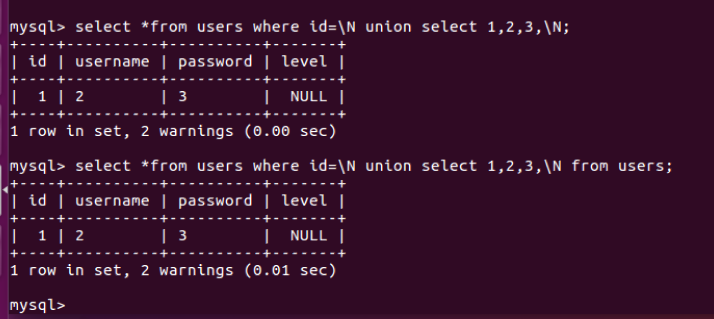 mysql> select *from users where id=\N union select 1,2,3,\N;
+----+----------+----------+-------+
| id | username | password | level |
+----+----------+----------+-------+
|  1 | 2        | 3        |  NULL |
+----+----------+----------+-------+
1 row in set, 2 warnings (0.00 sec)
mysql> select *from users where id=\N union select 1,2,3,\N from users;
+----+----------+----------+-------+
| id | username | password | level |
+----+----------+----------+-------+
|  1 | 2        | 3        |  NULL |
+----+----------+----------+-------+
1 row in set, 2 warnings (0.01 sec)
mysql>